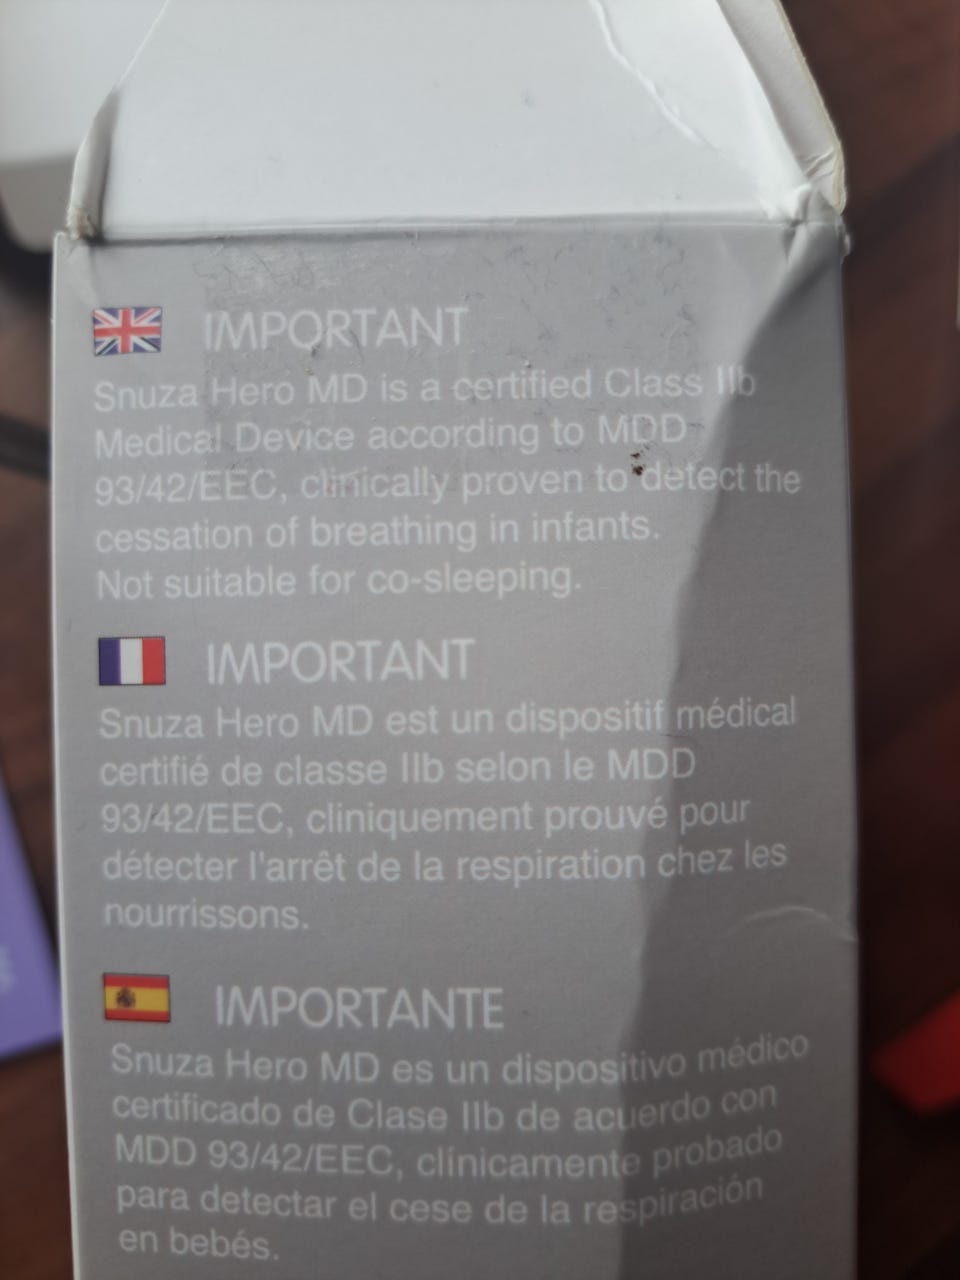 IMPORTANT
Snuza Hero MD is a certified Class IIb
Medical Device according to MDD
93/42/EEC, clinically proven to detect the
cessation of breathing in infants.
Not suitable for co-sleeping.
IMPORTANT
Snuza Hero MD est un dispositif médical
certifié de classe IIb selon le MDD
93/42/EEC, cliniquement prouvé pour
détecter l'arrêt de la respiration chez les
nourrissons.
IMPORTANTE
Snuza Hero MD es un dispositivo médico
certificado de Clase IIb de acuerdo con
MDD 93/42/EEC, clínicamente probado
para detectar el cese de la respiración
en bebés.